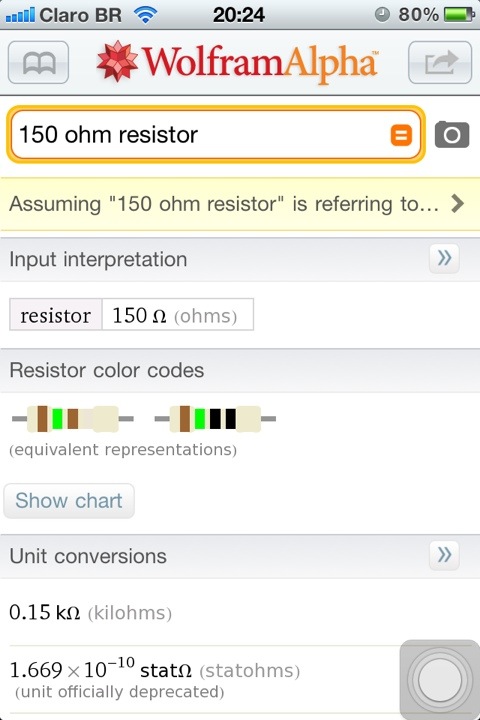 Claro BR 20:24 80%
WolframAlpha™
150 ohm resistor
Assuming "150 ohm resistor" is referring to...
Input interpretation
resistor 150 Ω (ohms)
Resistor color codes
(equivalent representations)
Show chart
Unit conversions
0.15 kΩ (kilohms)
1.669 × 10⁻¹⁰ statΩ (statohms)
(unit officially deprecated)